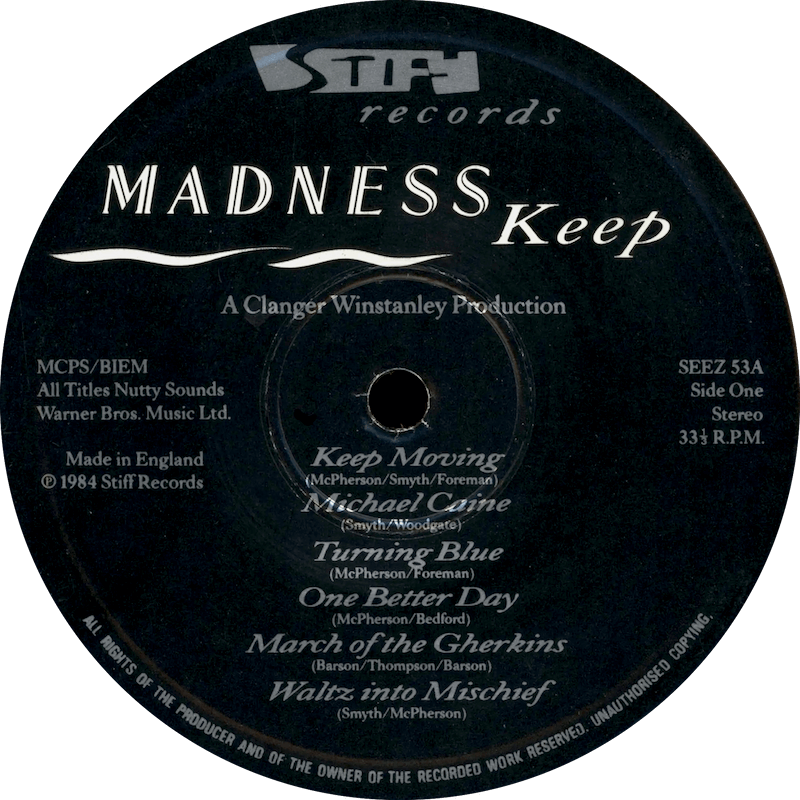 STIFF
records
MADNESS
Keep
A Clanger Winstanley Production
MCPS/BIEM
All Titles Nutty Sounds
Warner Bros. Music Ltd.
Made in England
℗ 1984 Stiff Records
SEEZ 53A
Side One
Stereo
33⅓ R.P.M.
Keep Moving
(McPherson/Smyth/Foreman)
Michael Caine
(Smyth/Woodgate)
Turning Blue
(McPherson/Foreman)
One Better Day
(McPherson/Bedford)
March of the Gherkins
(Barson/Thompson/Barson)
Waltz into Mischief
(Smyth/McPherson)
ALL RIGHTS OF THE PRODUCER AND OF THE OWNER OF THE RECORDED WORK RESERVED. UNAUTHORISED COPYING.